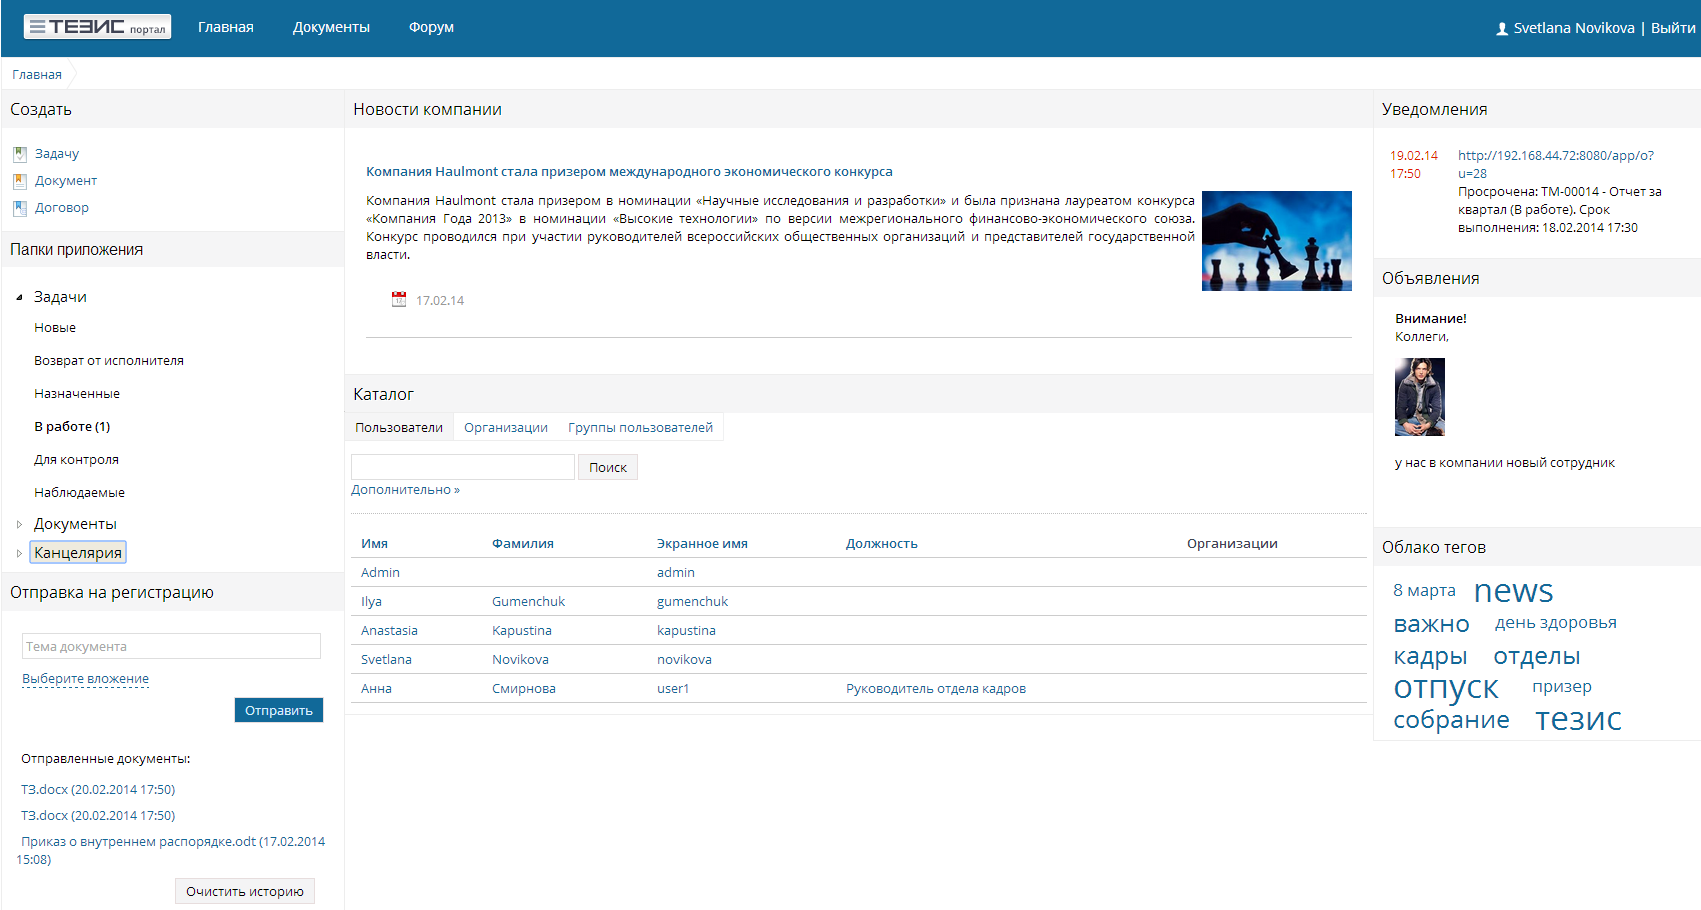 ТЕЗИС портал
Главная
Документы
Форум
Svetlana Novikova | Выйти
Главная
Создать
Задачу
Документ
Договор
Папки приложения
Задачи
Новые
Возврат от исполнителя
Назначенные
В работе (1)
Для контроля
Наблюдаемые
Документы
Канцелярия
Отправка на регистрацию
Тема документа
Выберите вложение
Отправить
Отправленные документы:
ТЗ.docx (20.02.2014 17:50)
ТЗ.docx (20.02.2014 17:50)
Приказ о внутреннем распорядке.odt (17.02.2014
15:08)
Очистить историю
Новости компании
Компания Haulmont стала призером международного экономического конкурса
Компания Haulmont стала призером в номинации «Научные исследования и разработки» и была признана лауреатом конкурса
«Компания Года 2013» в номинации «Высокие технологии» по версии межрегионального финансово-экономического союза.
Конкурс проводился при участии руководителей всероссийских общественных организаций и представителей государственной
власти.
17.02.14
Каталог
Пользователи
Организации
Группы пользователей
Поиск
Дополнительно »
Имя Фамилия Экранное имя Должность Организации
Admin admin
Ilya Gumenchuk gumenchuk
Anastasia Kapustina kapustina
Svetlana Novikova novikova
Анна Смирнова user1 Руководитель отдела кадров
Уведомления
19.02.14 http://192.168.44.72:8080/app/o?
17:50 u=28
Просрочена: ТМ-00014 - Отчет за
квартал (В работе). Срок
выполнения: 18.02.2014 17:30
Объявления
Внимание!
Коллеги,
у нас в компании новый сотрудник
Облако тегов
8 марта news
важно день здоровья
кадры отделы
отпуск призер
собрание тезис